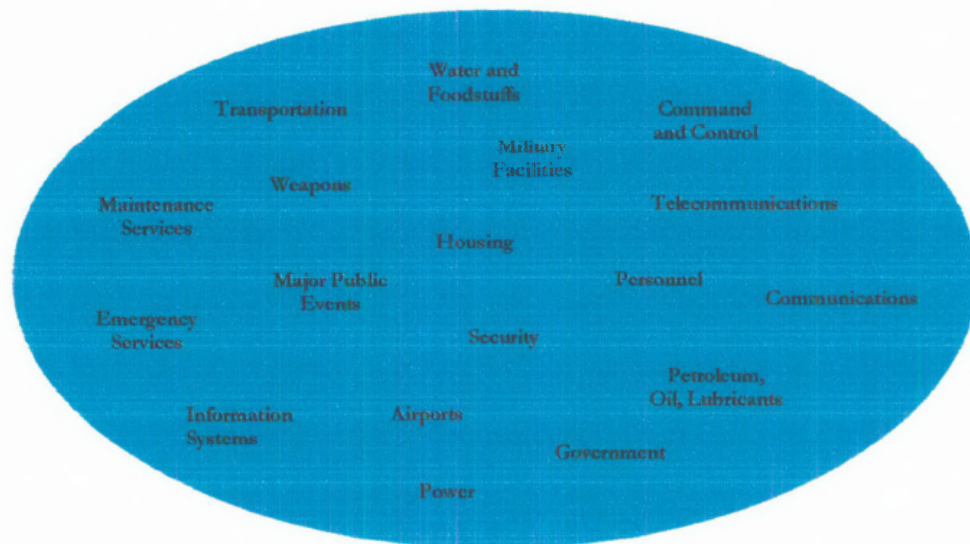 Water and
Foodstuffs
Transportation
Command
and Control
Military
Facilities
Weapons
Maintenance
Services
Telecommunications
Housing
Major Public
Events
Personnel
Communications
Emergency
Services
Security
Petroleum,
Oil, Lubricants
Information
Systems
Airports
Government
Power